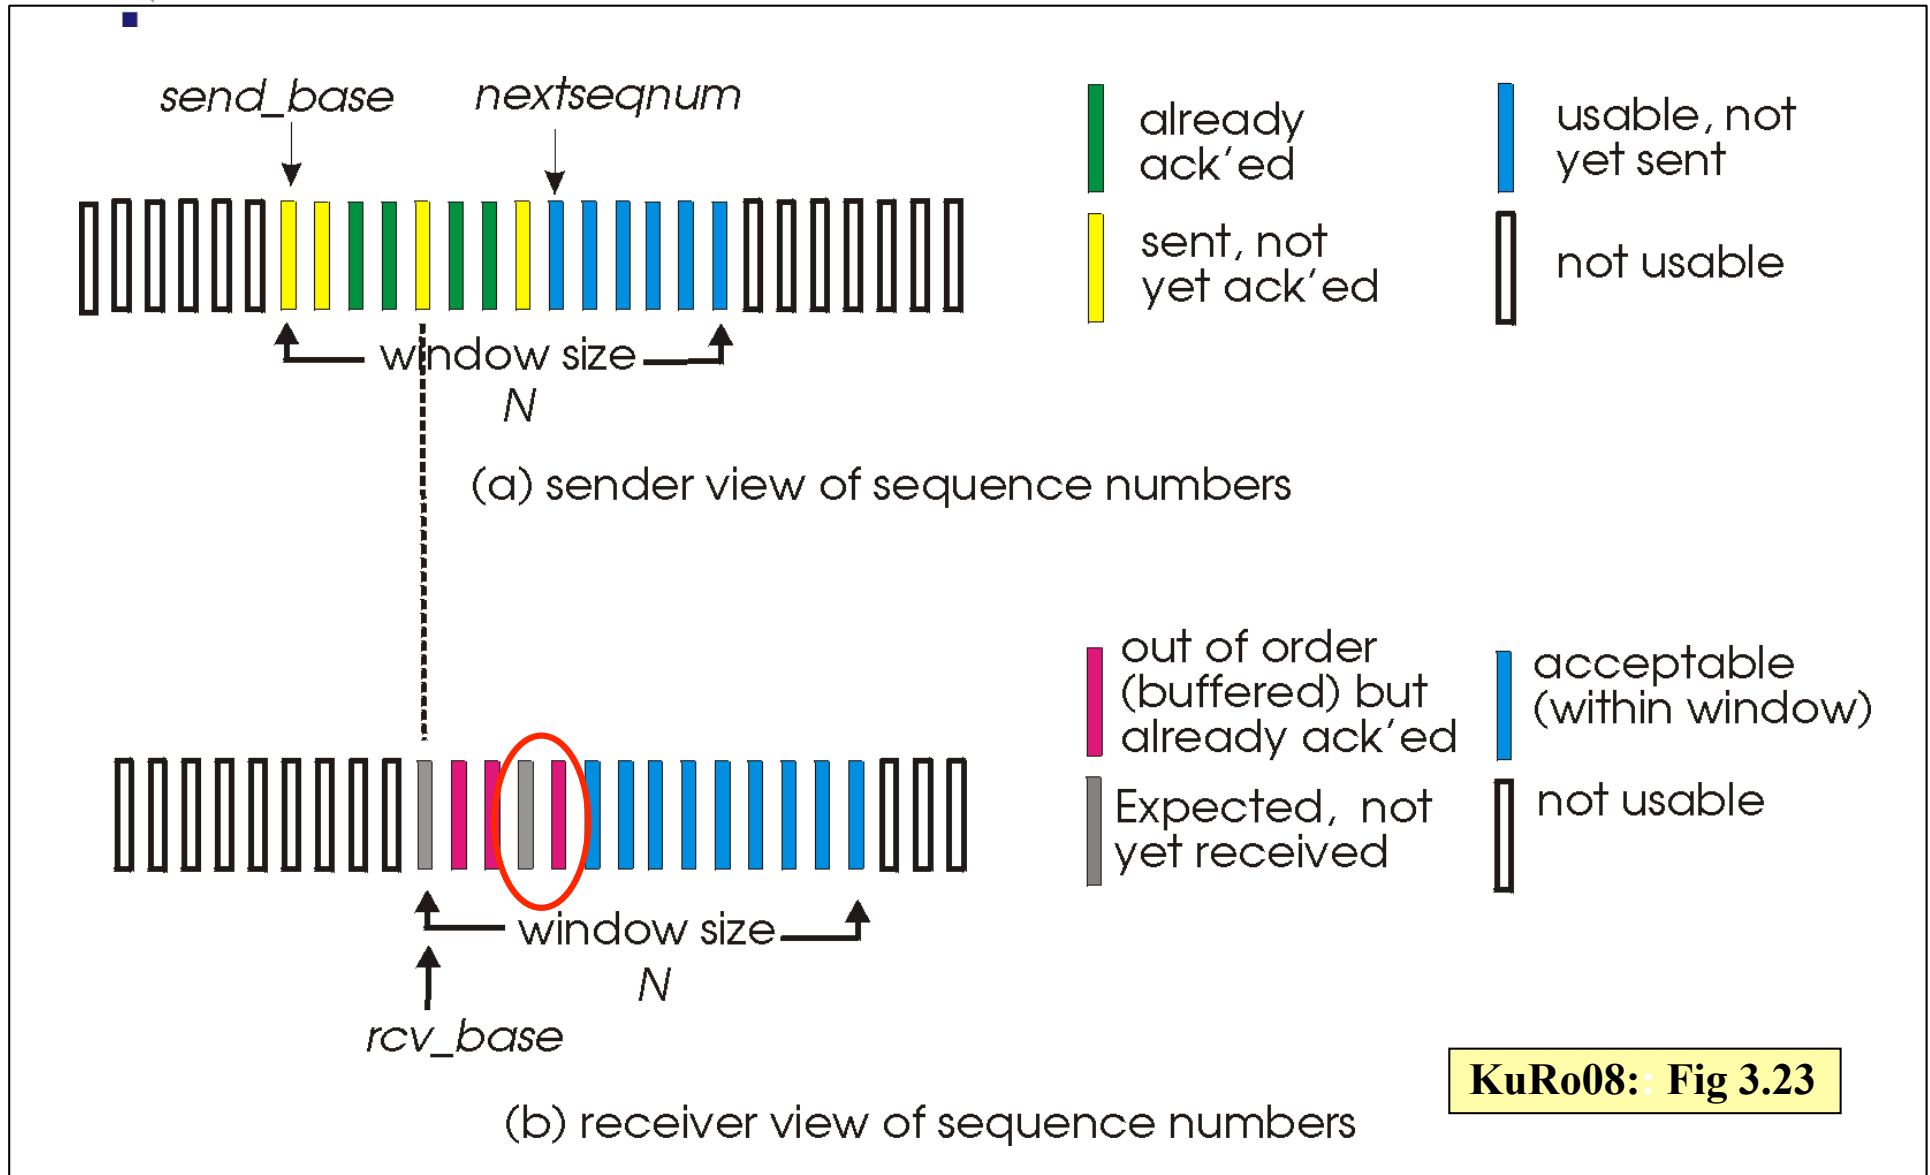 send_base
nextseqnum
already
ack'ed
usable, not
yet sent
sent, not
yet ack'ed
not usable
window size
N
(a) sender view of sequence numbers
out of order
(buffered) but
already ack'ed
acceptable
(within window)
Expected, not
yet received
not usable
window size
N
rcv_base
KuRo08:: Fig 3.23
(b) receiver view of sequence numbers